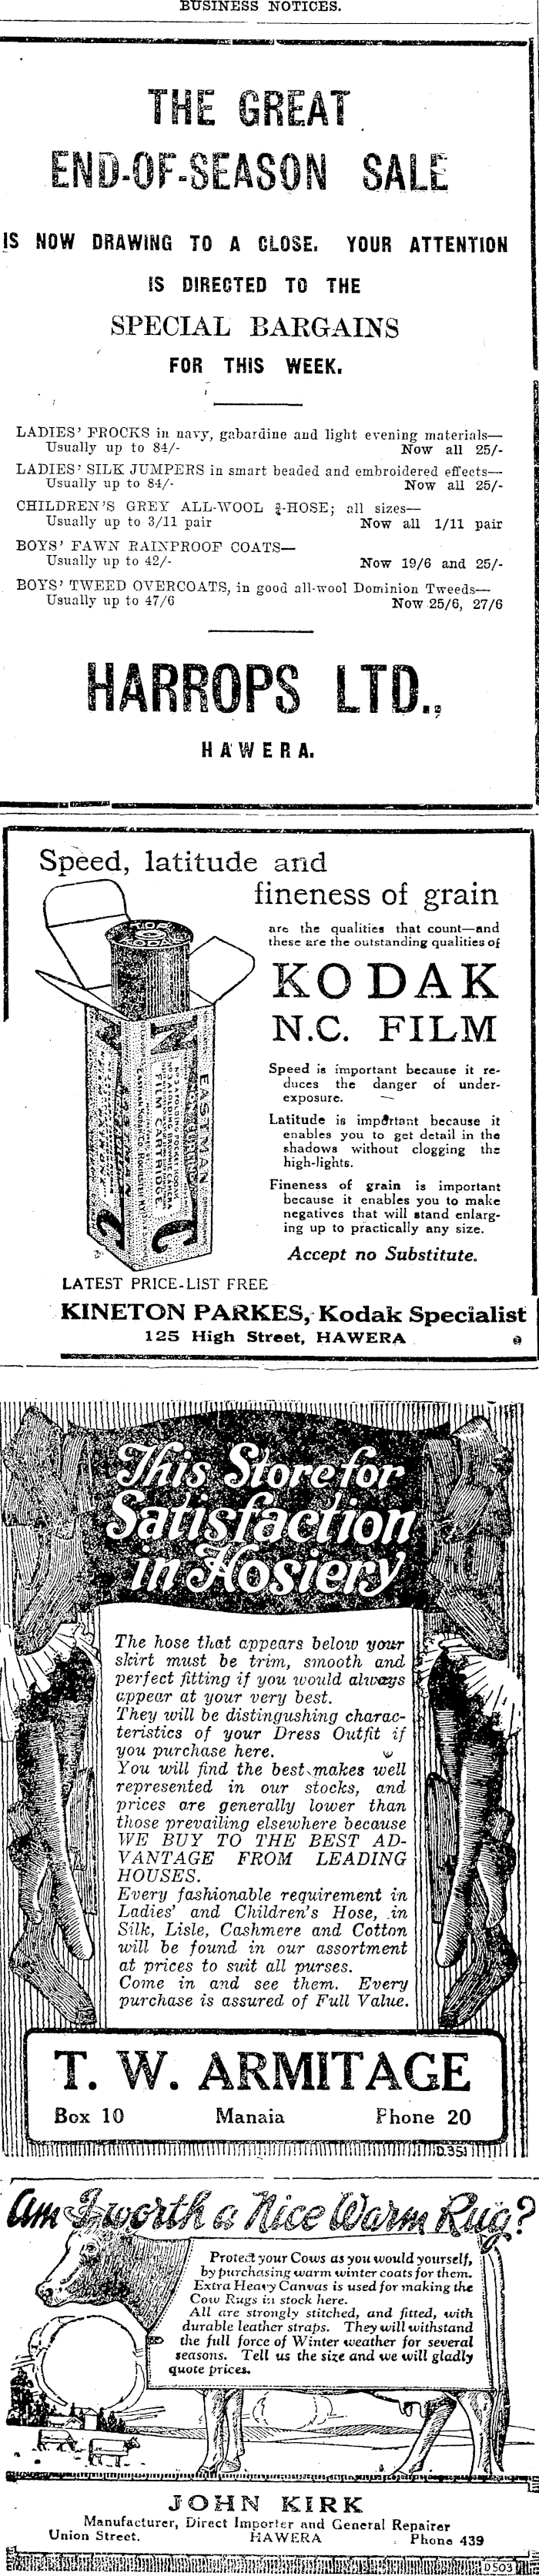 BUSINESS NOTICES.
THE GREAT
END-OF-SEASON SALE
IS NOW DRAWING TO A CLOSE. YOUR ATTENTION
IS DIRECTED TO THE
SPECIAL BARGAINS
FOR THIS WEEK.
LADIES' FROCKS in navy, gabardine and light evening materials—
Usually up to 84/- Now all 25/-
LADIES' SILK JUMPERS in smart beaded and embroidered effects—
Usually up to 84/- Now all 25/-
CHILDREN'S GREY ALL-WOOL ¾-HOSE; all sizes—
Usually up to 3/11 pair Now all 1/11 pair
BOYS' FAWN RAINPROOF COATS—
Usually up to 42/- Now 19/6 and 25/-
BOYS' TWEED OVERCOATS, in good all-wool Dominion Tweeds—
Usually up to 47/6 Now 25/6, 27/6
HARROPS LTD.,
HAWERA.
Speed, latitude and
fineness of grain
are the qualities that count—and
these are the outstanding qualities of
KODAK
N.C. FILM
Speed is important because it re-
duces the danger of under-
exposure.
Latitude is important because it
enables you to get detail in the
shadows without clogging the
high-lights.
Fineness of grain is important
because it enables you to make
negatives that will stand enlarg-
ing up to practically any size.
Accept no Substitute.
KODAK
EASTMAN
FILM CARTRIDGE
N C
LATEST PRICE-LIST FREE
KINETON PARKES, Kodak Specialist
125 High Street, HAWERA
This Store for
Satisfaction
in Hosiery
The hose that appears below your
skirt must be trim, smooth and
perfect fitting if you would always
appear at your very best.
They will be distingushing charac-
teristics of your Dress Outfit if
you purchase here.
You will find the best makes well
represented in our stocks, and
prices are generally lower than
those prevailing elsewhere because
WE BUY TO THE BEST AD-
VANTAGE FROM LEADING
HOUSES.
Every fashionable requirement in
Ladies' and Children's Hose, in
Silk, Lisle, Cashmere and Cotton
will be found in our assortment
at prices to suit all purses.
Come in and see them. Every
purchase is assured of Full Value.
T. W. ARMITAGE
Box 10 Manaia Phone 20
D.351
Am I worth a Nice Warm Rug?
Protect your Cows as you would yourself,
by purchasing warm winter coats for them.
Extra Heavy Canvas is used for making the
Cow Rugs in stock here.
All are strongly stitched, and fitted, with
durable leather straps. They will withstand
the full force of Winter weather for several
seasons. Tell us the size and we will gladly
quote prices.
JOHN KIRK
Manufacturer, Direct Importer and General Repairer
Union Street. HAWERA Phone 439
D503